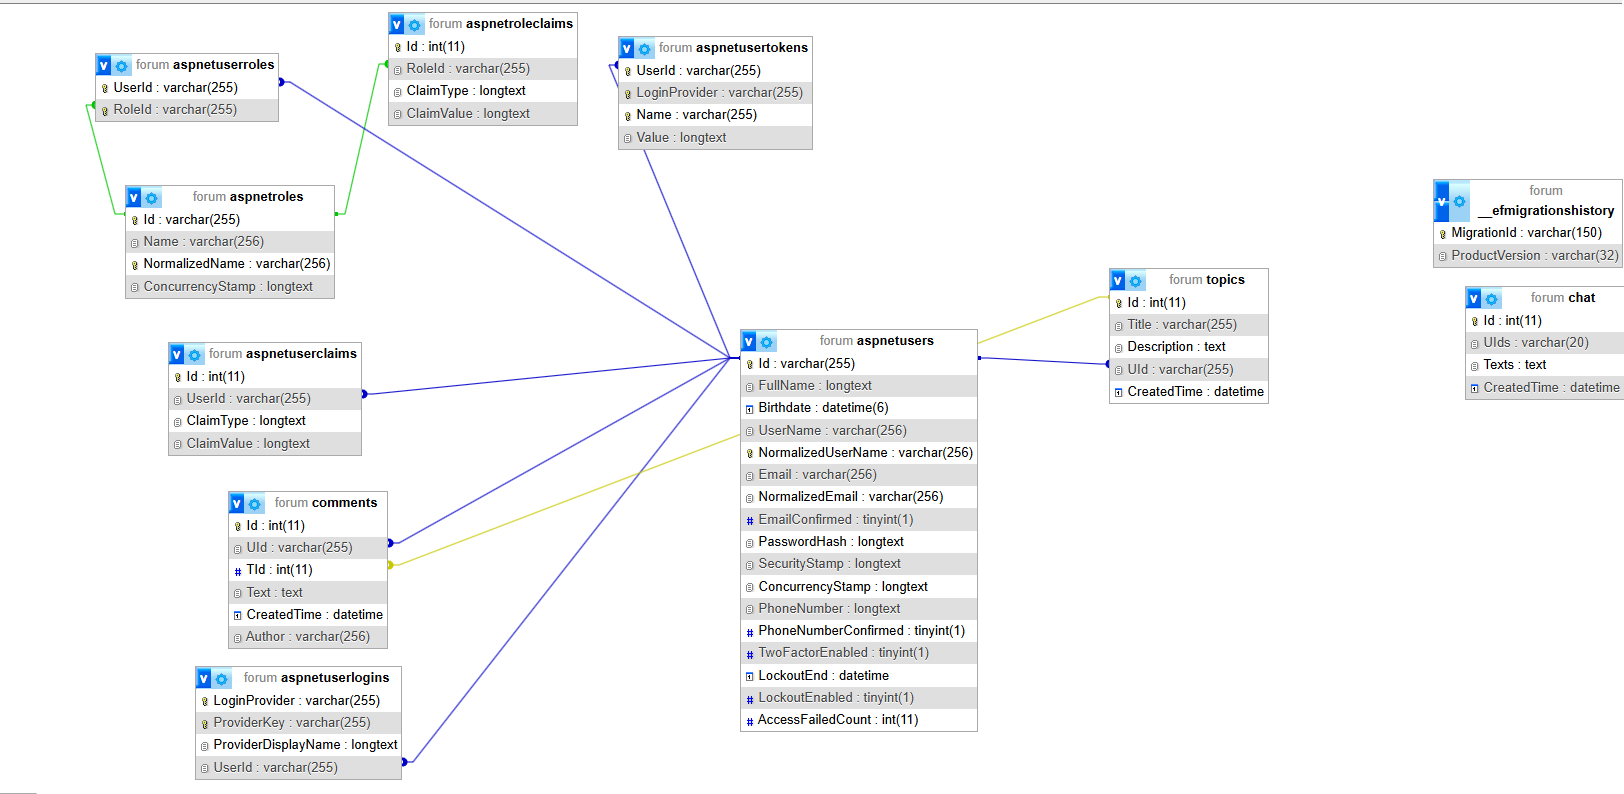 forum aspnetuserroles
UserId : varchar(255)
RoleId : varchar(255)
forum aspnetroleclaims
Id : int(11)
RoleId : varchar(255)
ClaimType : longtext
ClaimValue : longtext
forum aspnetusertokens
UserId : varchar(255)
LoginProvider : varchar(255)
Name : varchar(255)
Value : longtext
forum aspnetroles
Id : varchar(255)
Name : varchar(256)
NormalizedName : varchar(256)
ConcurrencyStamp : longtext
forum
__efmigrationshistory
MigrationId : varchar(150)
ProductVersion : varchar(32)
forum topics
Id : int(11)
Title : varchar(255)
Description : text
UId : varchar(255)
CreatedTime : datetime
forum chat
Id : int(11)
UIds : varchar(20)
Texts : text
CreatedTime : datetime
forum aspnetuserclaims
Id : int(11)
UserId : varchar(255)
ClaimType : longtext
ClaimValue : longtext
forum aspnetusers
Id : varchar(255)
FullName : longtext
Birthdate : datetime(6)
UserName : varchar(256)
NormalizedUserName : varchar(256)
Email : varchar(256)
NormalizedEmail : varchar(256)
EmailConfirmed : tinyint(1)
PasswordHash : longtext
SecurityStamp : longtext
ConcurrencyStamp : longtext
PhoneNumber : longtext
PhoneNumberConfirmed : tinyint(1)
TwoFactorEnabled : tinyint(1)
LockoutEnd : datetime
LockoutEnabled : tinyint(1)
AccessFailedCount : int(11)
forum comments
Id : int(11)
UId : varchar(255)
TId : int(11)
Text : text
CreatedTime : datetime
Author : varchar(256)
forum aspnetuserlogins
LoginProvider : varchar(255)
ProviderKey : varchar(255)
ProviderDisplayName : longtext
UserId : varchar(255)